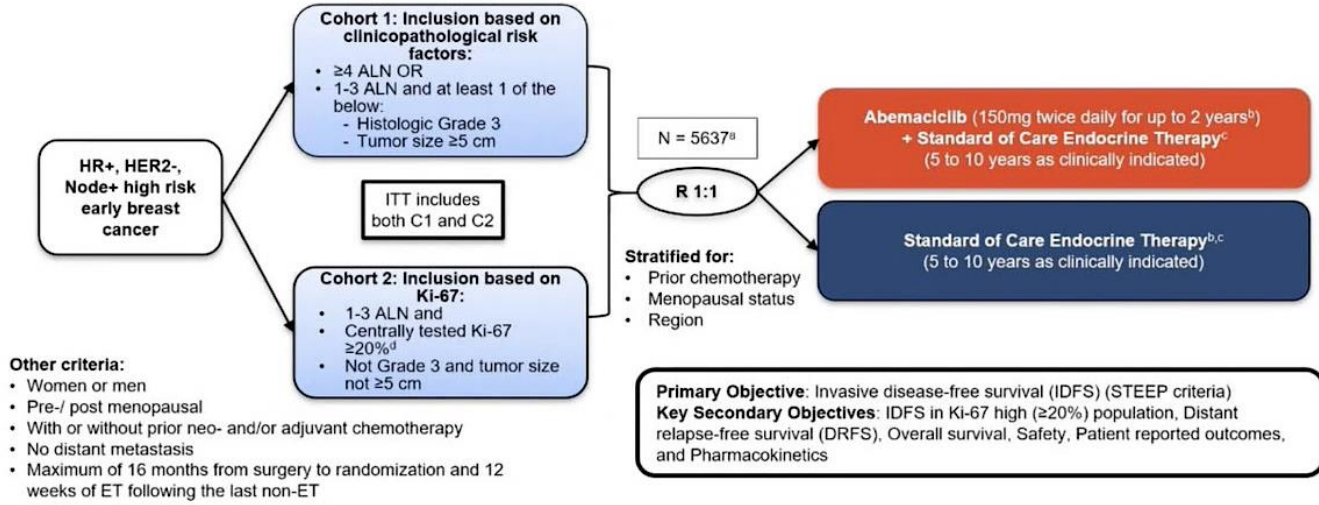 HR+, HER2-,
Node+ high risk
early breast
cancer
Cohort 1: Inclusion based on
clinicopathological risk
factors:
• ≥4 ALN OR
• 1-3 ALN and at least 1 of the
below:
- Histologic Grade 3
- Tumor size ≥5 cm
ITT includes
both C1 and C2
Cohort 2: Inclusion based on
Ki-67:
• 1-3 ALN and
• Centrally tested Ki-67
≥20%ᵈ
• Not Grade 3 and tumor size
not ≥5 cm
N = 5637ᵃ
R 1:1
Stratified for:
• Prior chemotherapy
• Menopausal status
• Region
Abemaciclib (150mg twice daily for up to 2 yearsᵇ)
+ Standard of Care Endocrine Therapyᶜ
(5 to 10 years as clinically indicated)
Standard of Care Endocrine Therapyᵇ,ᶜ
(5 to 10 years as clinically indicated)
Other criteria:
• Women or men
• Pre-/ post menopausal
• With or without prior neo- and/or adjuvant chemotherapy
• No distant metastasis
• Maximum of 16 months from surgery to randomization and 12
weeks of ET following the last non-ET
Primary Objective: Invasive disease-free survival (IDFS) (STEEP criteria)
Key Secondary Objectives: IDFS in Ki-67 high (≥20%) population, Distant
relapse-free survival (DRFS), Overall survival, Safety, Patient reported outcomes,
and Pharmacokinetics